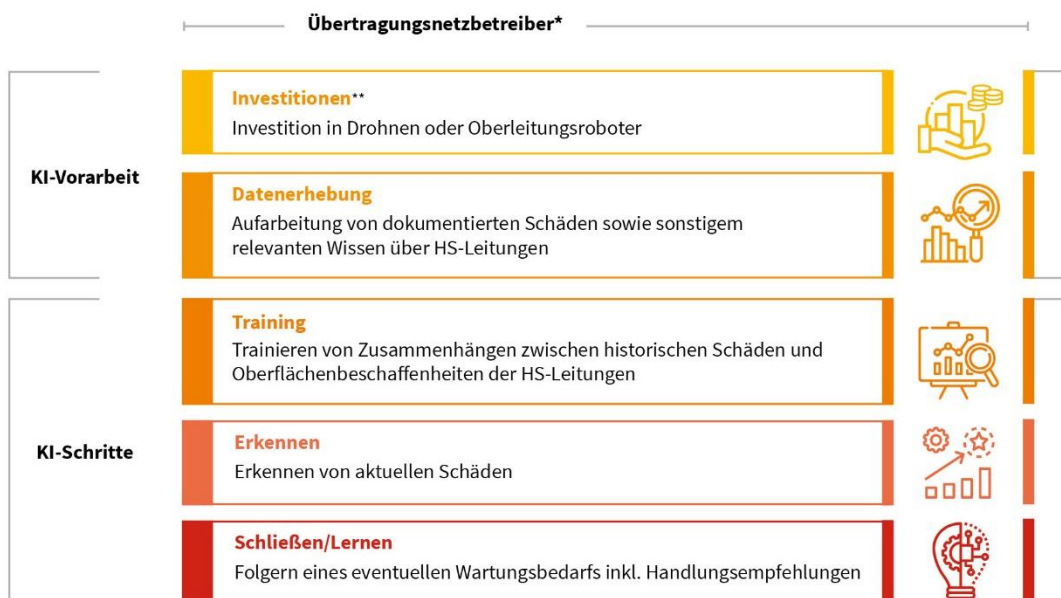 Übertragungsnetzbetreiber*
KI-Vorarbeit
Investitionen**
Investition in Drohnen oder Oberleitungsroboter
Datenerhebung
Aufarbeitung von dokumentierten Schäden sowie sonstigem
relevanten Wissen über HS-Leitungen
KI-Schritte
Training
Trainieren von Zusammenhängen zwischen historischen Schäden und
Oberflächenbeschaffenheiten der HS-Leitungen
Erkennen
Erkennen von aktuellen Schäden
Schließen/Lernen
Folgern eines eventuellen Wartungsbedarfs inkl. Handlungsempfehlungen